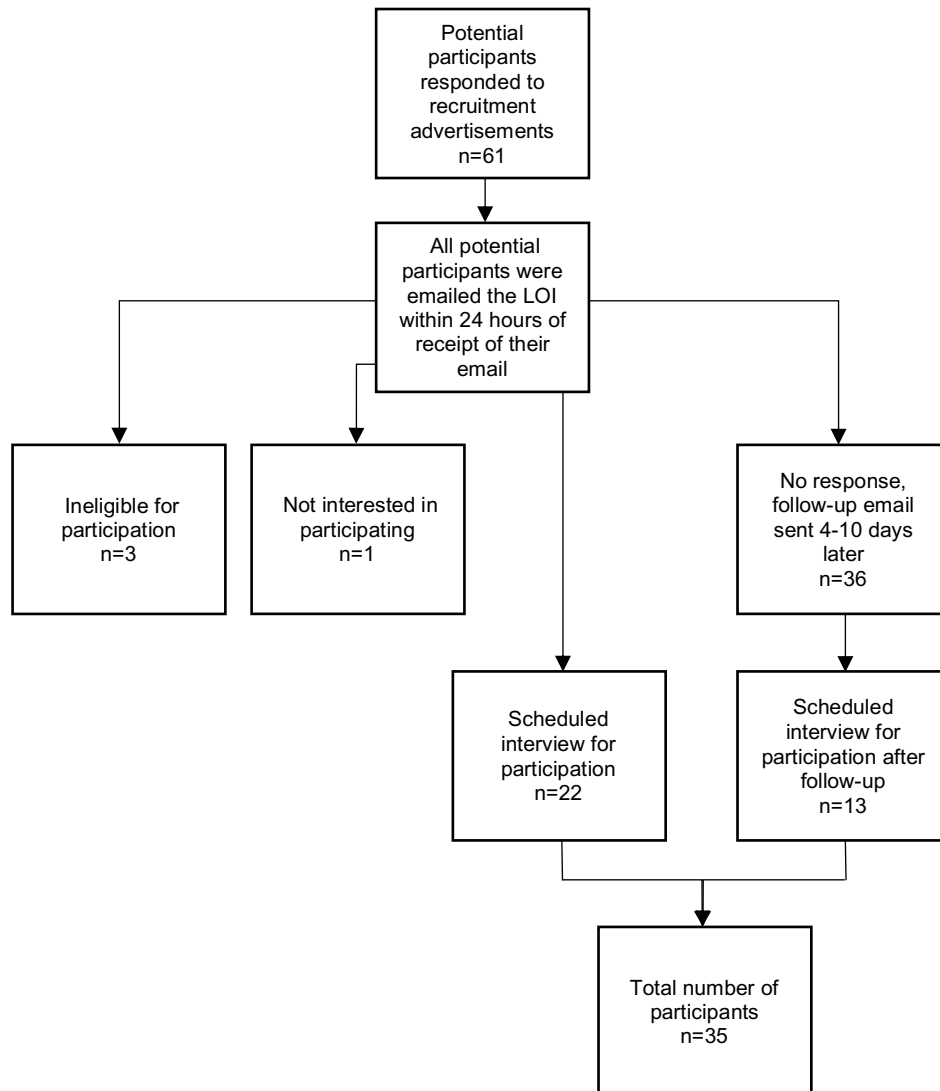 Potential
participants
responded to
recruitment
advertisements
n=61
All potential
participants were
emailed the LOI
within 24 hours of
receipt of their
email
Ineligible for
participation
n=3
Not interested in
participating
n=1
No response,
follow-up email
sent 4-10 days
later
n=36
Scheduled
interview for
participation
n=22
Scheduled
interview for
participation after
follow-up
n=13
Total number of
participants
n=35